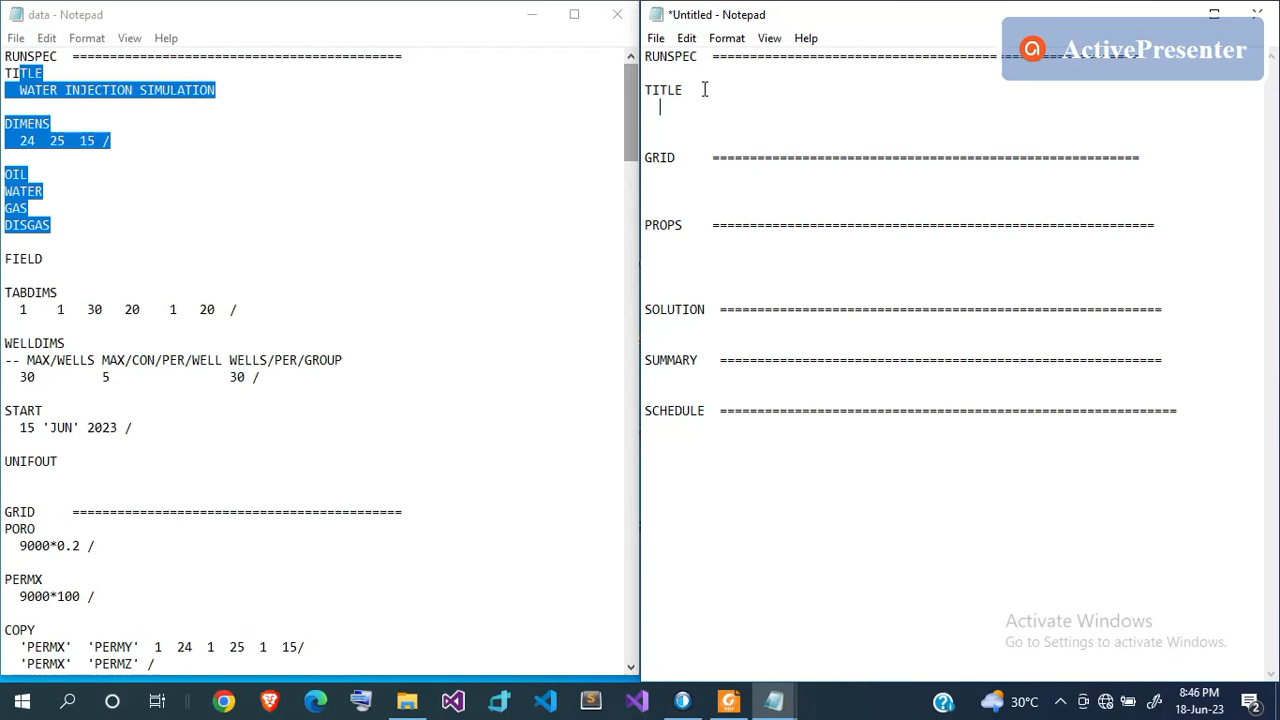 data - Notepad
File Edit Format View Help
RUNSPEC ============================================
TITLE
WATER INJECTION SIMULATION
DIMENS
24 25 15 /
OIL
WATER
GAS
DISGAS
FIELD
TABDIMS
1 1 30 20 1 20 /
WELLDIMS
-- MAX/WELLS MAX/CON/PER/WELL WELLS/PER/GROUP
30 5 30 /
START
15 'JUN' 2023 /
UNIFOUT
GRID ============================================
PORO
9000*0.2 /
PERMX
9000*100 /
COPY
'PERMX' 'PERMY' 1 24 1 25 1 15/
'PERMX' 'PERMZ' /
*Untitled - Notepad
File Edit Format View Help
ActivePresenter
RUNSPEC
TITLE
GRID =========================================================
PROPS ===========================================================
SOLUTION ===========================================================
SUMMARY ===========================================================
SCHEDULE =============================================================
Activate Windows
Go to Settings to activate Windows.
30°C
8:46 PM
18-Jun-23
2